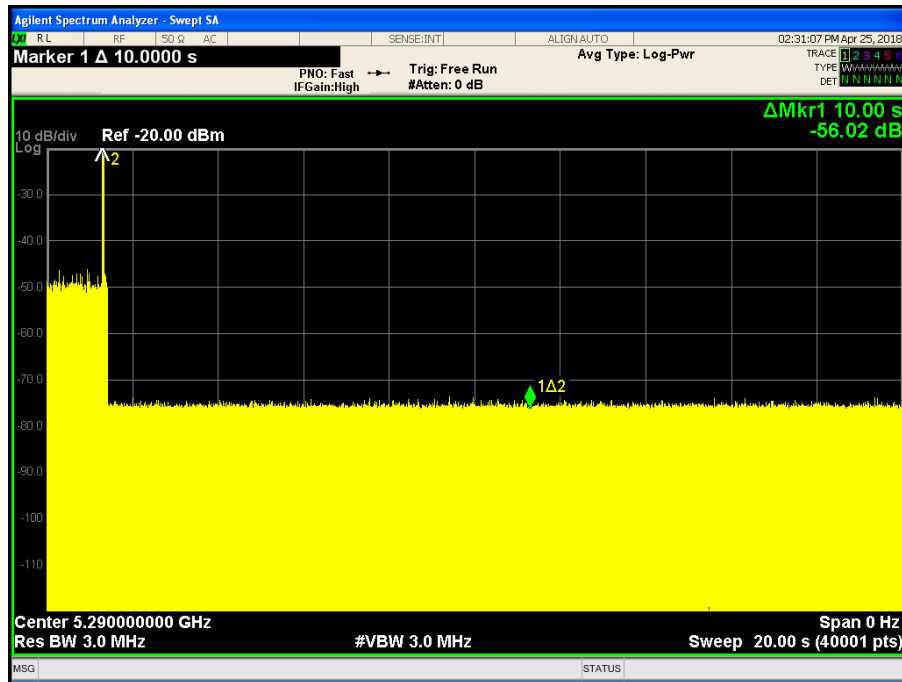 Agilent Spectrum Analyzer - Swept SA
LXI RL RF 50 Ω AC SENSE:INT ALIGN AUTO 02:31:07 PM Apr 25, 2018
Marker 1 Δ 10.0000 s
PNO: Fast
IFGain:High
Trig: Free Run
#Atten: 0 dB
Avg Type: Log-Pwr
TRACE 1 2 3 4 5 6
TYPE WWWWWW
DET N N N N N N
ΔMkr1 10.00 s
-56.02 dB
10 dB/div Ref -20.00 dBm
Log
2
-30.0
-40.0
-50.0
-60.0
-70.0
1Δ2
-80.0
-90.0
-100
-110
Center 5.290000000 GHz Span 0 Hz
Res BW 3.0 MHz #VBW 3.0 MHz Sweep 20.00 s (40001 pts)
MSG STATUS